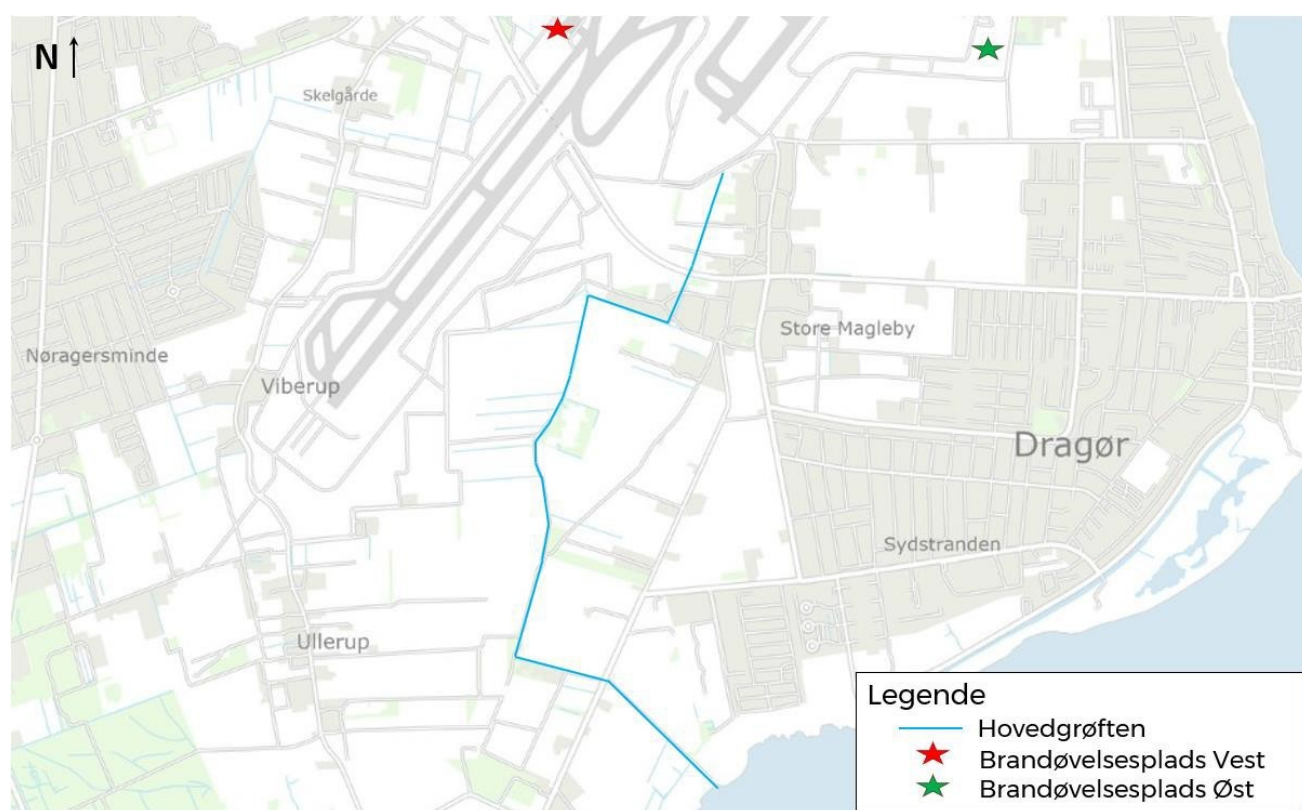 N
Skelgårde
Nøragersminde
Viberup
Store Magleby
Dragør
Sydstranden
Ullerup
Legende
Hovedgrøften
Brandøvelsesplads Vest
Brandøvelsesplads Øst